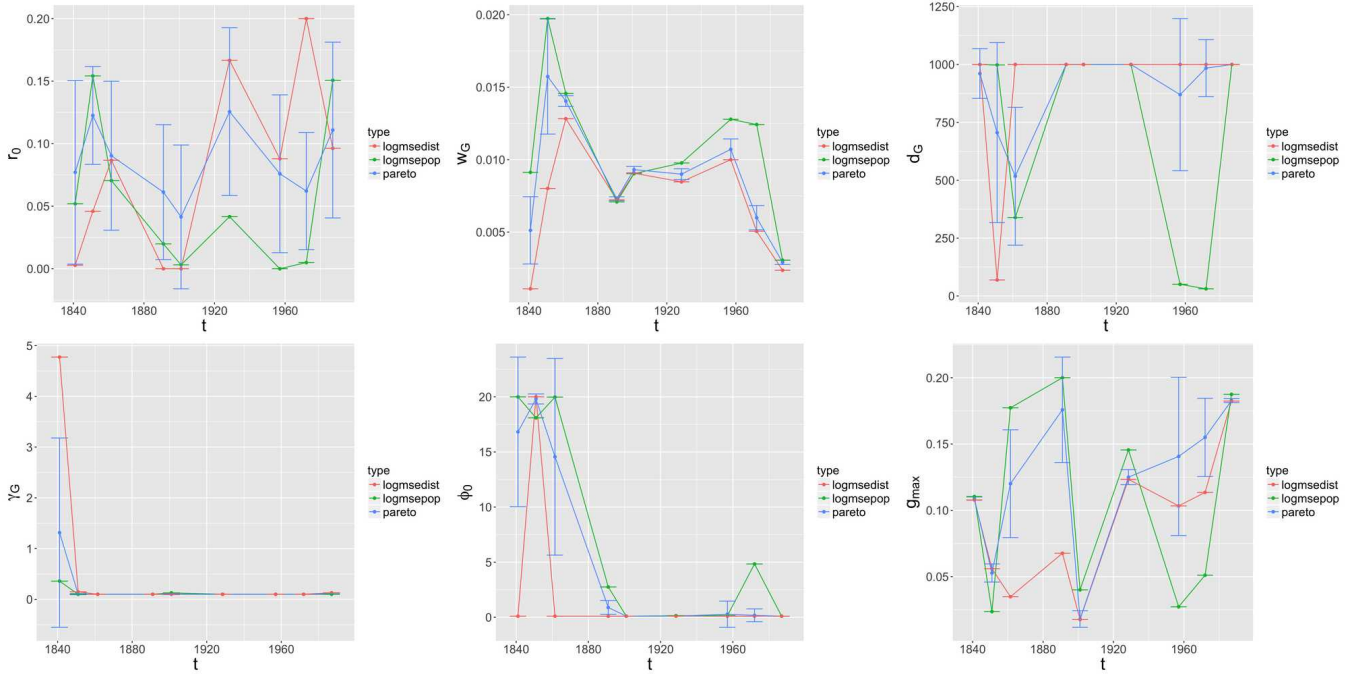 0.20
0.15
0.10
0.05
0.00
r0
1840 1880 1920 1960
t
type
logmsedist
logmsepop
pareto
0.020
0.015
0.010
0.005
wG
1840 1880 1920 1960
t
type
logmsedist
logmsepop
pareto
1250
1000
750
500
250
0
dG
1840 1880 1920 1960
t
type
logmsedist
logmsepop
pareto
5
4
3
2
1
0
γG
1840 1880 1920 1960
t
type
logmsedist
logmsepop
pareto
20
15
10
5
0
ϕ0
1840 1880 1920 1960
t
type
logmsedist
logmsepop
pareto
0.20
0.15
0.10
0.05
gmax
1840 1880 1920 1960
t
type
logmsedist
logmsepop
pareto